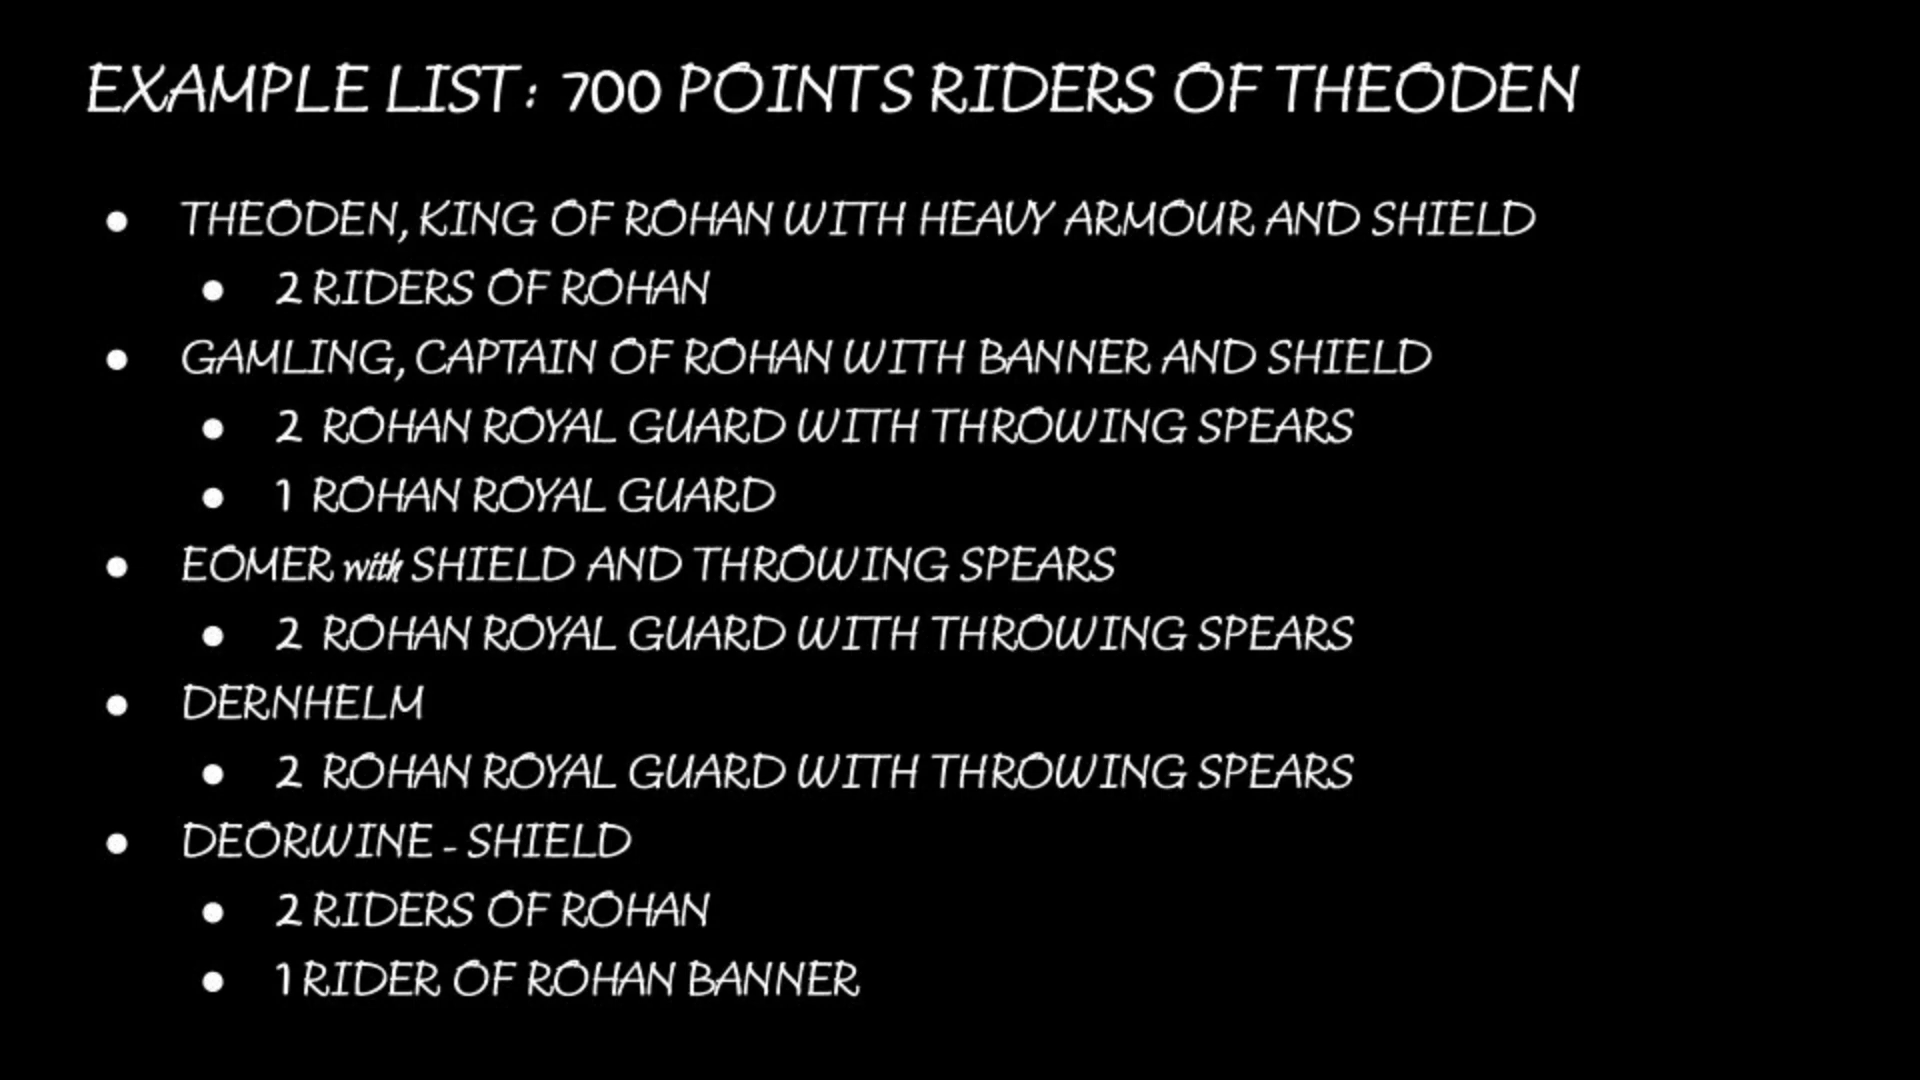 EXAMPLE LIST: 700 POINTS RIDERS OF THEODEN
● THEODEN, KING OF ROHAN WITH HEAVY ARMOUR AND SHIELD
● 2 RIDERS OF ROHAN
● GAMLING, CAPTAIN OF ROHAN WITH BANNER AND SHIELD
● 2 ROHAN ROYAL GUARD WITH THROWING SPEARS
● 1 ROHAN ROYAL GUARD
● EOMER with SHIELD AND THROWING SPEARS
● 2 ROHAN ROYAL GUARD WITH THROWING SPEARS
● DERNHELM
● 2 ROHAN ROYAL GUARD WITH THROWING SPEARS
● DEORWINE - SHIELD
● 2 RIDERS OF ROHAN
● 1 RIDER OF ROHAN BANNER